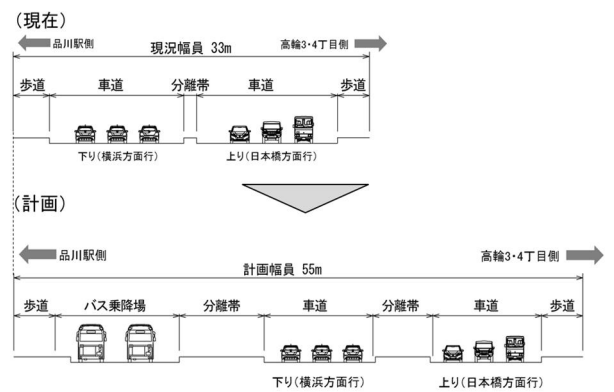 (現在)
品川駅側
高輪3・4丁目側
現況幅員 33m
歩道 車道 分離帯 車道 歩道
下り(横浜方面行) 上り(日本橋方面行)
(計画)
品川駅側
高輪3・4丁目側
計画幅員 55m
歩道 バス乗降場 分離帯 車道 分離帯 車道 歩道
下り(横浜方面行) 上り(日本橋方面行)